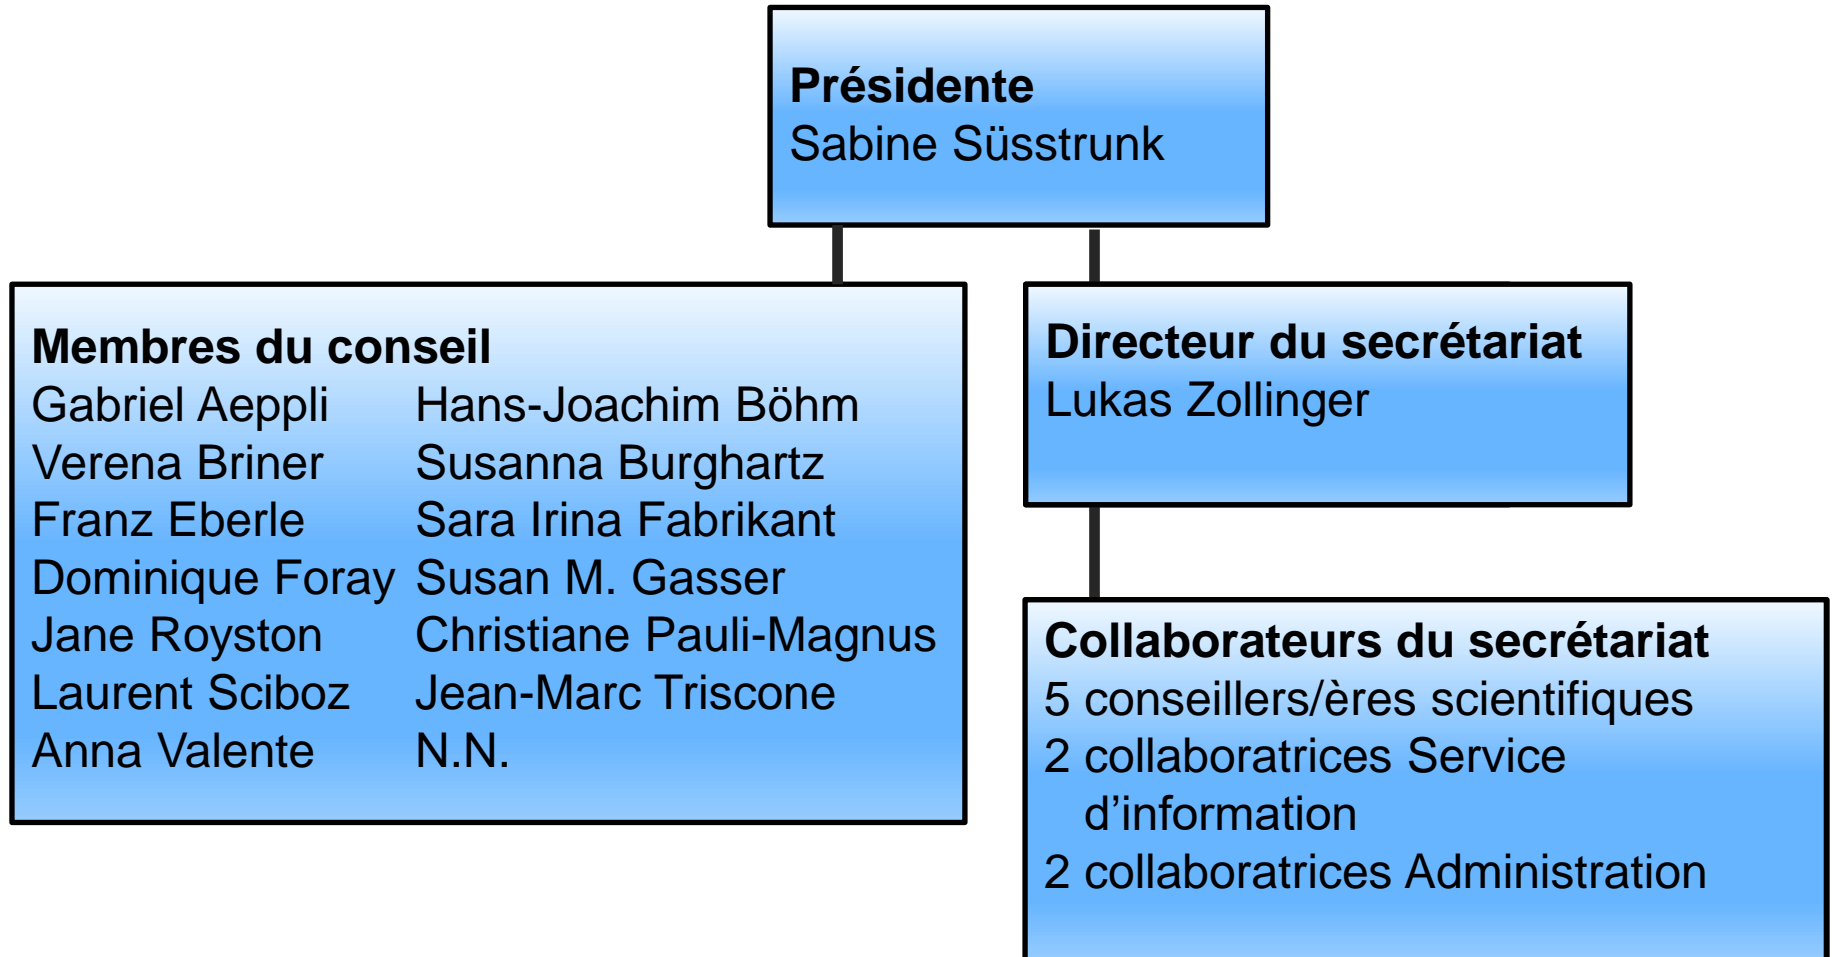 Présidente
Sabine Süsstrunk
Membres du conseil
Gabriel Aeppli Hans-Joachim Böhm
Verena Briner Susanna Burghartz
Franz Eberle Sara Irina Fabrikant
Dominique Foray Susan M. Gasser
Jane Royston Christiane Pauli-Magnus
Laurent Sciboz Jean-Marc Triscone
Anna Valente N.N.
Directeur du secrétariat
Lukas Zollinger
Collaborateurs du secrétariat
5 conseillers/ères scientifiques
2 collaboratrices Service
d’information
2 collaboratrices Administration